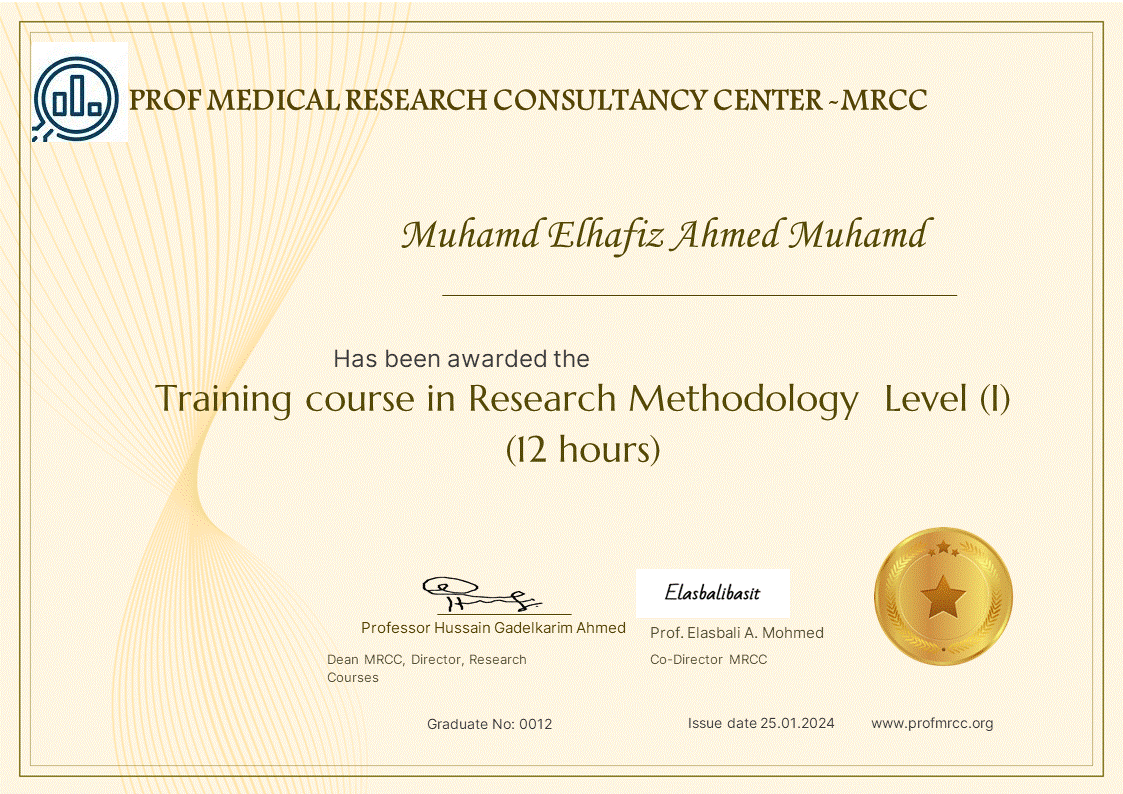 PROF MEDICAL RESEARCH CONSULTANCY CENTER -MRCC
Muhamd Elhafiz Ahmed Muhamd
Has been awarded the
Training course in Research Methodology Level (I)
(12 hours)
Elasbalibasit
Professor Hussain Gadelkarim Ahmed
Prof. Elasbali A. Mohmed
Dean MRCC, Director, Research
Courses
Co-Director MRCC
Graduate No: 0012
Issue date 25.01.2024
www.profmrcc.org